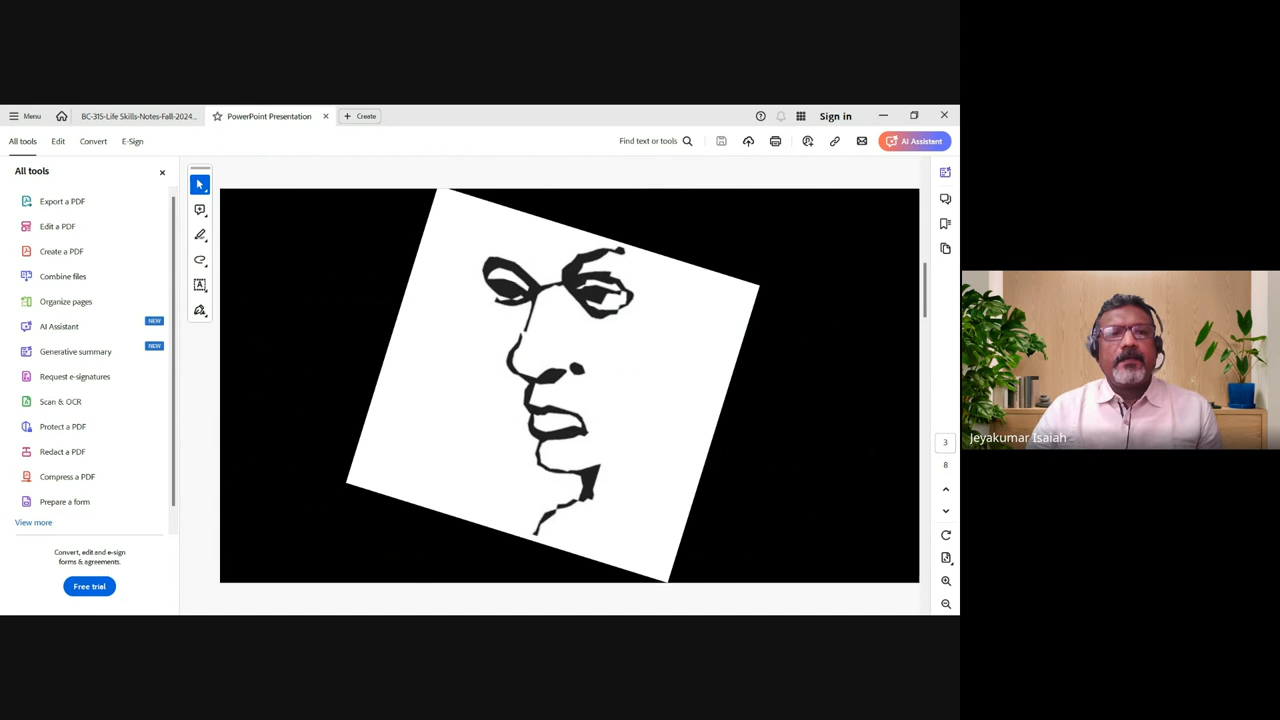 Menu
BC-315-Life Skills-Notes-Fall-2024...
PowerPoint Presentation
Create
Sign in
All tools
Edit
Convert
E-Sign
Find text or tools
AI Assistant
All tools
Export a PDF
Edit a PDF
Create a PDF
Combine files
Organize pages
AI Assistant
NEW
Generative summary
NEW
Request e-signatures
Scan & OCR
Protect a PDF
Redact a PDF
Compress a PDF
Prepare a form
View more
Convert, edit and e-sign
forms & agreements.
Free trial
3
8
Jeyakumar Isaiah